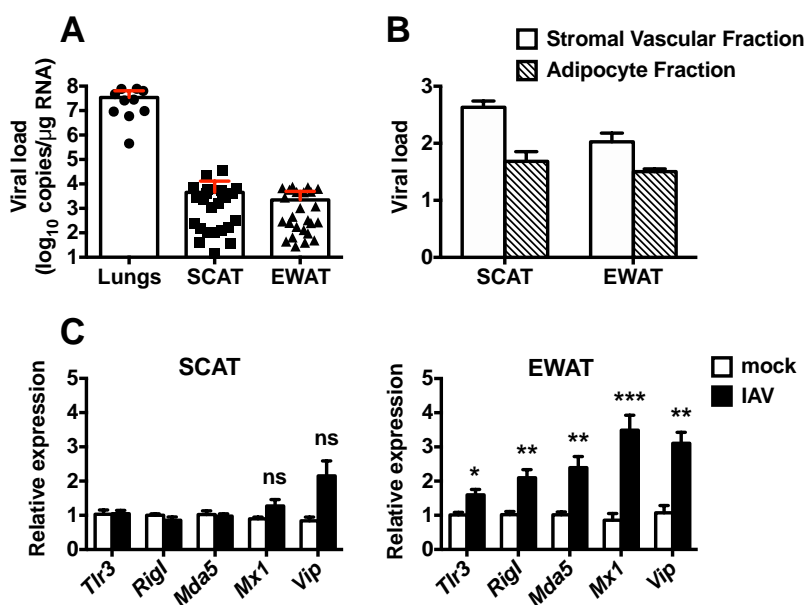 A
Viral load
(log10 copies/µg RNA)
8
7
6
5
4
3
2
1
Lungs SCAT EWAT
B
Stromal Vascular Fraction
Adipocyte Fraction
Viral load
3
2
1
0
SCAT EWAT
C
SCAT
Relative expression
5
4
3
2
1
0
ns
ns
Tlr3 RigI Mda5 Mx1 Vip
EWAT
mock
IAV
Relative expression
5
4
3
2
1
0
* ** ** *** **
Tlr3 RigI Mda5 Mx1 Vip